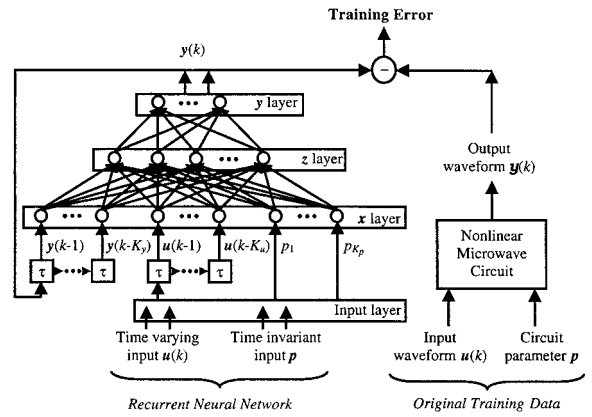 Training Error
y(k)
−
y layer
z layer
x layer
y(k-1)
y(k-Ky)
u(k-1)
u(k-Ku)
p1
pKp
τ
τ
τ
τ
Input layer
Time varying
input u(k)
Time invariant
input p
Recurrent Neural Network
Output
waveform y(k)
Nonlinear
Microwave
Circuit
Input
waveform u(k)
Circuit
parameter p
Original Training Data